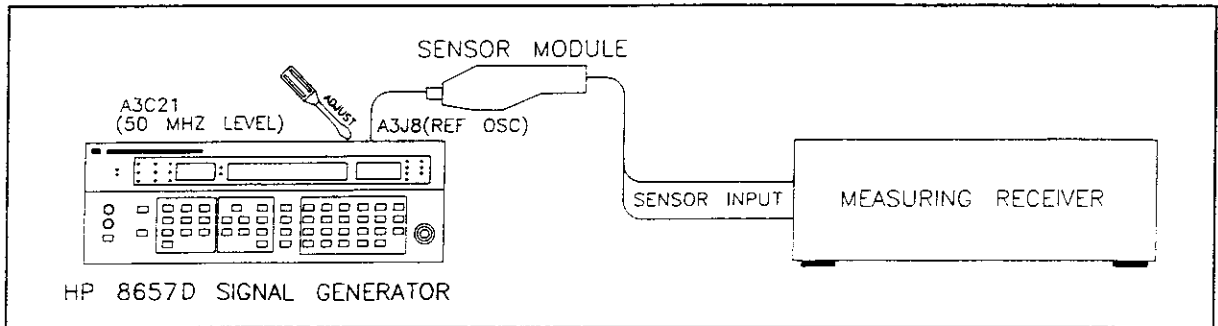 SENSOR MODULE
ADJUST
A3C21
(50 MHZ LEVEL)
A3J8(REF OSC)
SENSOR INPUT
MEASURING RECEIVER
HP 8657D SIGNAL GENERATOR